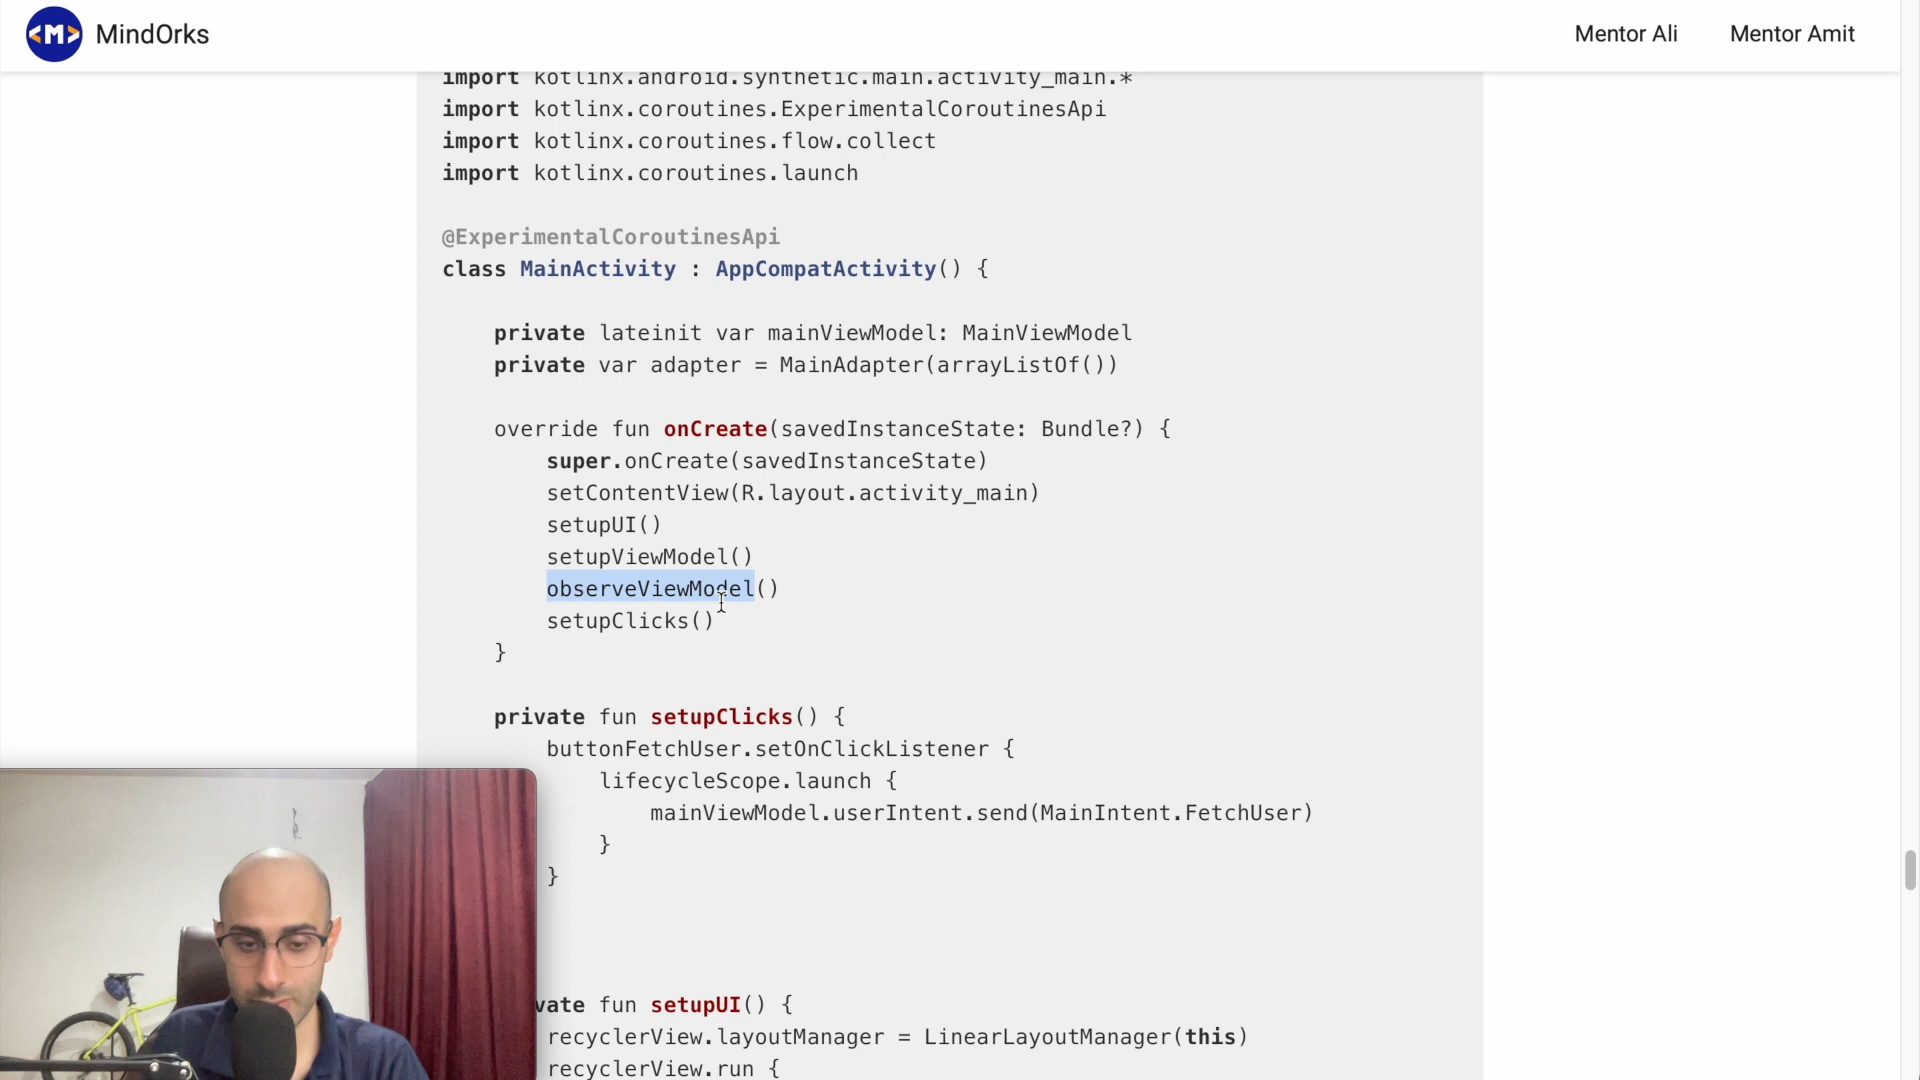 <M> MindOrks
Mentor Ali
Mentor Amit
import kotlinx.android.synthetic.main.activity_main.*
import kotlinx.coroutines.ExperimentalCoroutinesApi
import kotlinx.coroutines.flow.collect
import kotlinx.coroutines.launch
@ExperimentalCoroutinesApi
class MainActivity : AppCompatActivity() {
private lateinit var mainViewModel: MainViewModel
private var adapter = MainAdapter(arrayListOf())
override fun onCreate(savedInstanceState: Bundle?) {
super.onCreate(savedInstanceState)
setContentView(R.layout.activity_main)
setupUI()
setupViewModel()
observeViewModel()
setupClicks()
}
private fun setupClicks() {
buttonFetchUser.setOnClickListener {
lifecycleScope.launch {
mainViewModel.userIntent.send(MainIntent.FetchUser)
}
}
vate fun setupUI() {
recyclerView.layoutManager = LinearLayoutManager(this)
recyclerView.run {